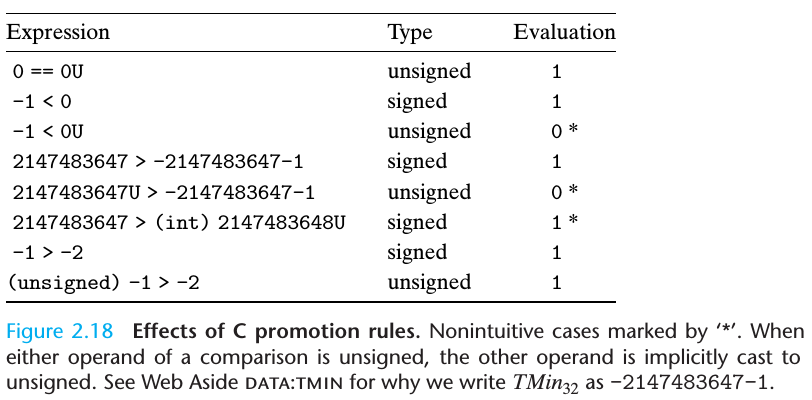 Expression Type Evaluation
0 == 0U unsigned 1
−1 < 0 signed 1
−1 < 0U unsigned 0 *
2147483647 > −2147483647−1 signed 1
2147483647U > −2147483647−1 unsigned 0 *
2147483647 > (int) 2147483648U signed 1 *
−1 > −2 signed 1
(unsigned) −1 > −2 unsigned 1
Figure 2.18 Effects of C promotion rules. Nonintuitive cases marked by ‘*’. When
either operand of a comparison is unsigned, the other operand is implicitly cast to
unsigned. See Web Aside DATA:TMIN for why we write TMin32 as −2147483647−1.